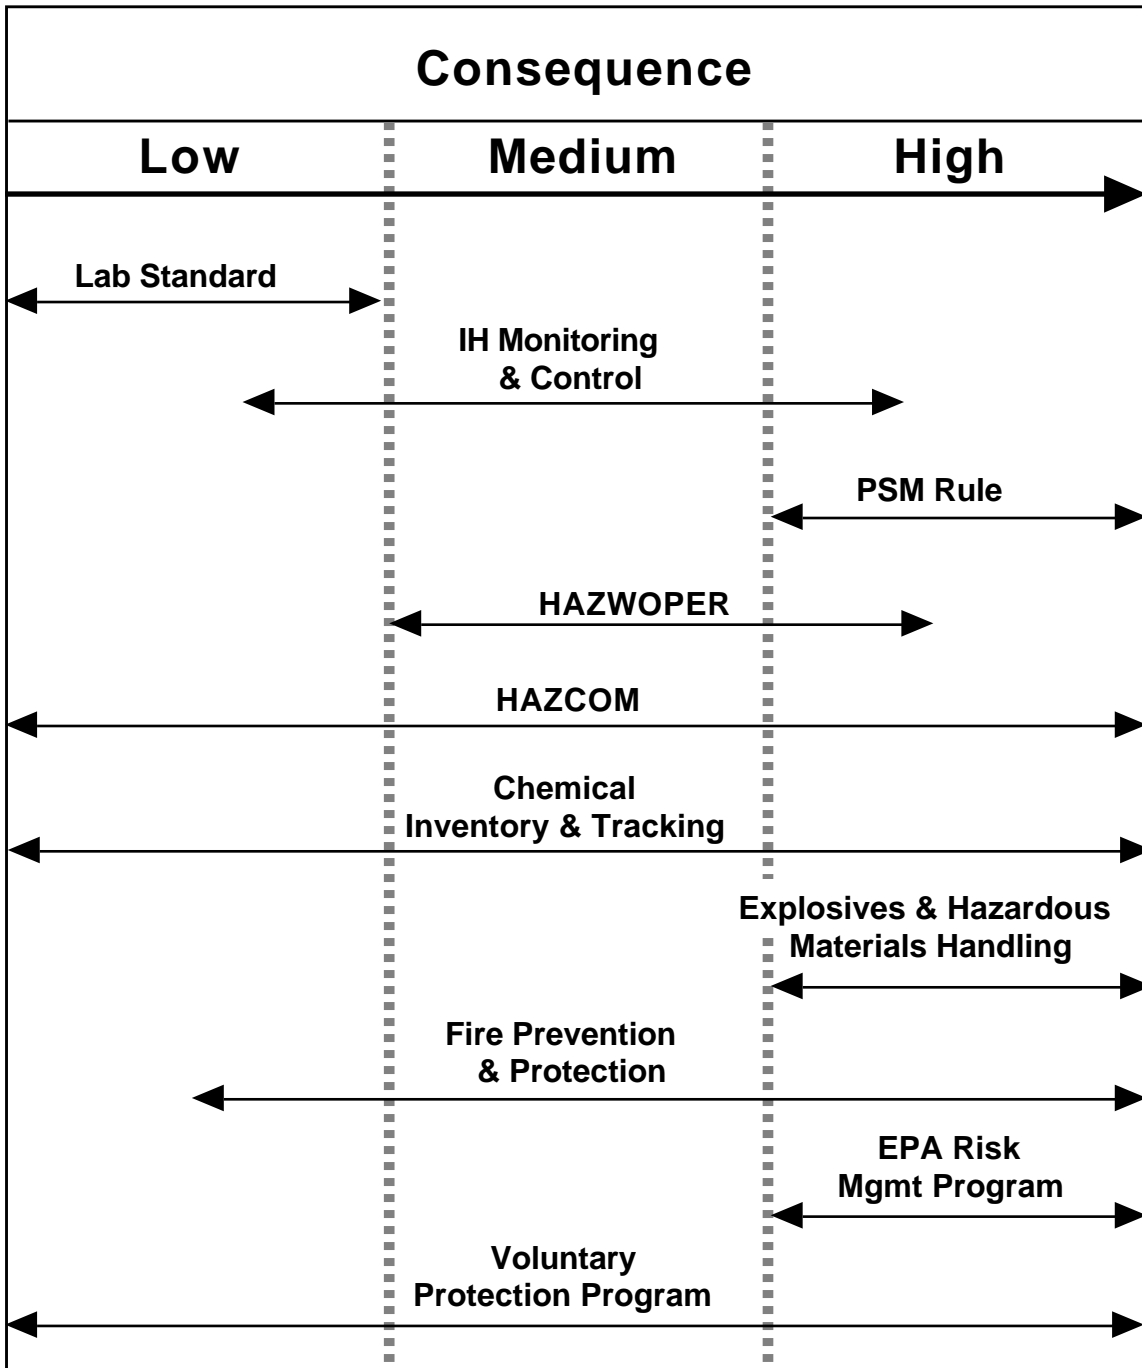 Consequence
Low Medium High
Lab Standard
IH Monitoring
& Control
PSM Rule
HAZWOPER
HAZCOM
Chemical
Inventory & Tracking
Explosives & Hazardous
Materials Handling
Fire Prevention
& Protection
EPA Risk
Mgmt Program
Voluntary
Protection Program